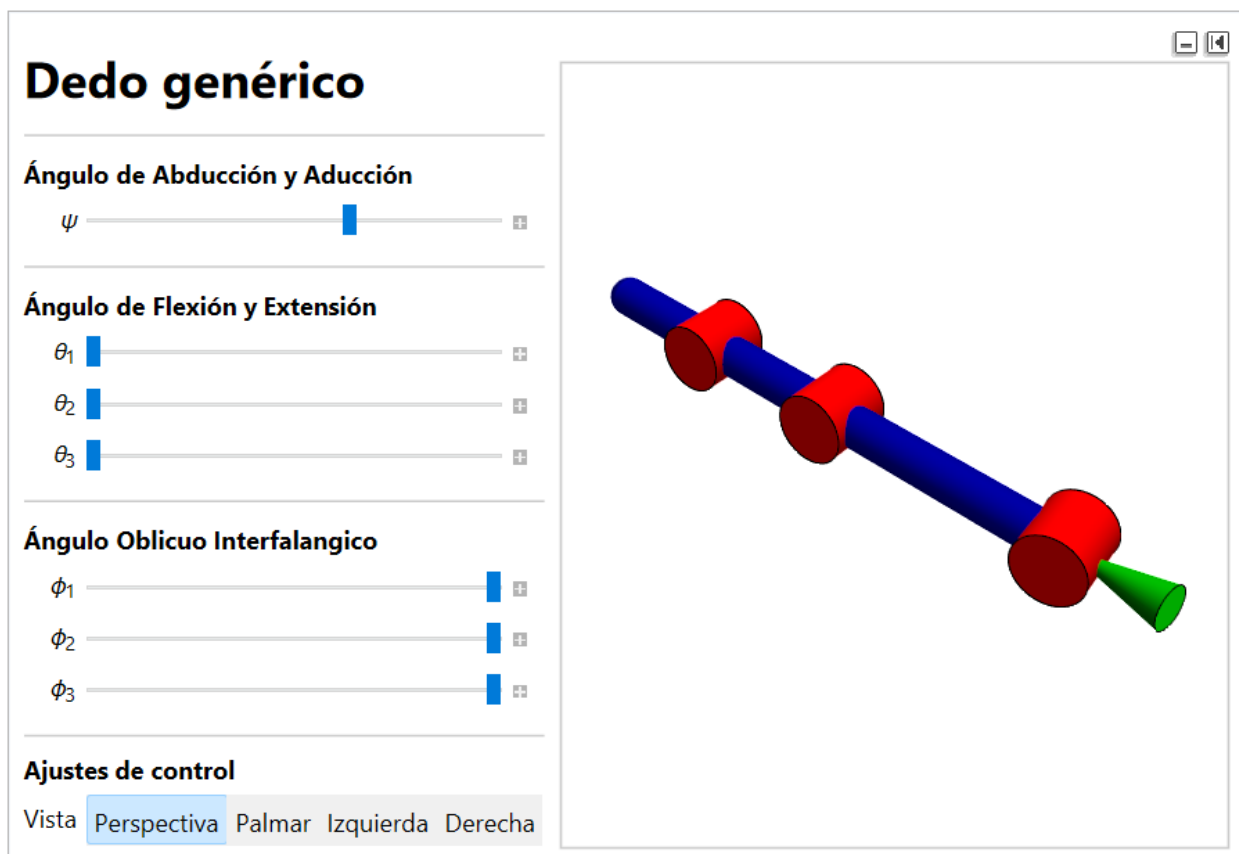 Dedo genérico
Ángulo de Abducción y Aducción
ψ
Ángulo de Flexión y Extensión
θ1
θ2
θ3
Ángulo Oblicuo Interfalangico
ϕ1
ϕ2
ϕ3
Ajustes de control
Vista Perspectiva Palmar Izquierda Derecha